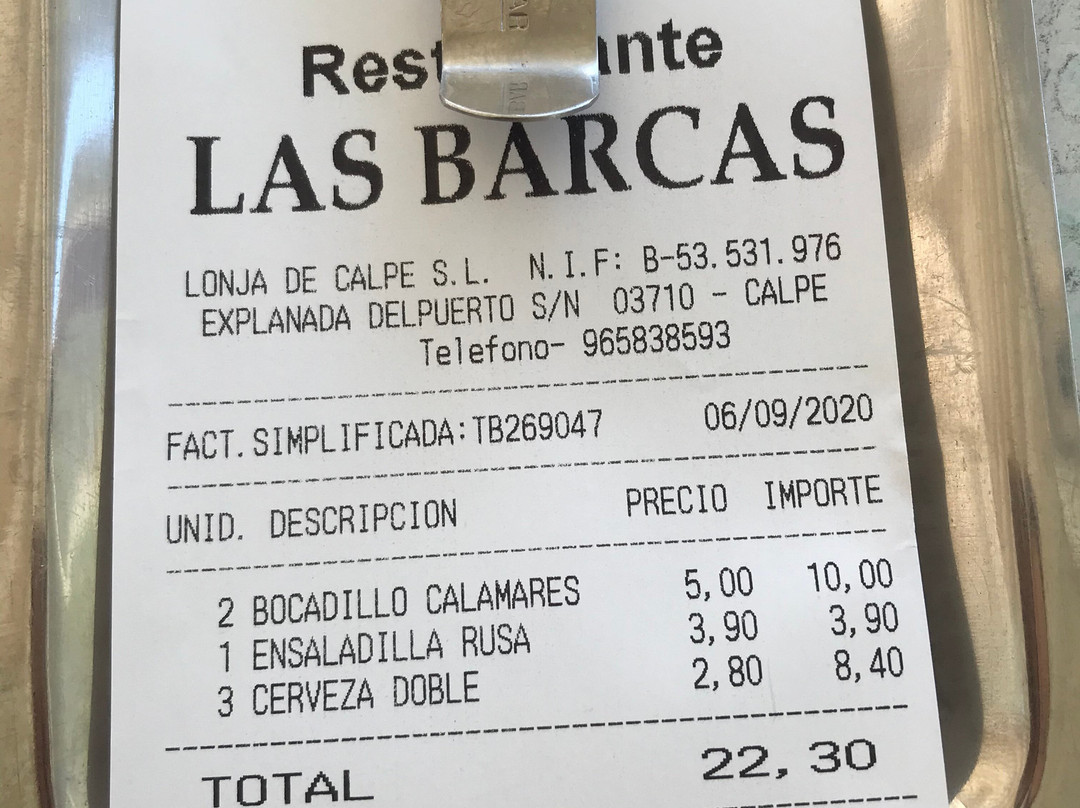 LAS BARCAS
LONJA DE CALPE S.L. N.I.F: B-53.531.976
EXPLANADA DELPUERTO S/N 03710 - CALPE
Telefono- 965838593
FACT.SIMPLIFICADA:TB269047 06/09/2020
UNID. DESCRIPCION PRECIO IMPORTE
2 BOCADILLO CALAMARES 5,00 10,00
1 ENSALADILLA RUSA 3,90 3,90
3 CERVEZA DOBLE 2,80 8,40
TOTAL 22,30